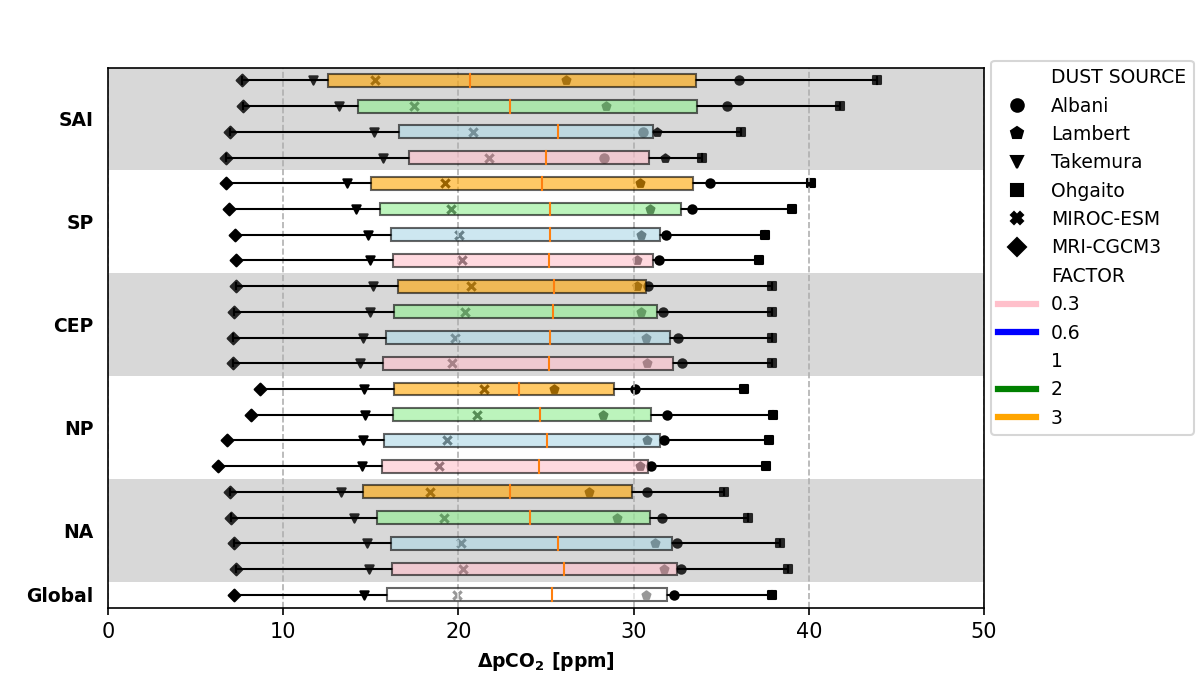 DUST SOURCE
Albani
Lambert
Takemura
Ohgaito
MIROC-ESM
MRI-CGCM3
FACTOR
0.3
0.6
1
2
3
SAI
SP
CEP
NP
NA
Global
0 10 20 30 40 50
ΔpCO₂ [ppm]